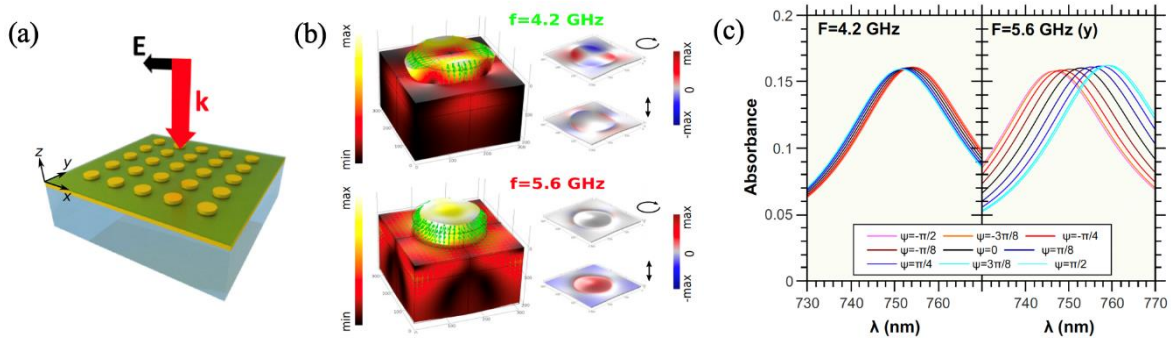 (a)
E
k
z
y
x
(b)
f=4.2 GHz
max
min
max
0
-max
f=5.6 GHz
max
min
max
0
-max
(c)
Absorbance
0.2
0.15
0.1
0.05
0
F=4.2 GHz
F=5.6 GHz (y)
ψ=-π/2 ψ=-3π/8 ψ=-π/4
ψ=-π/8 ψ=0 ψ=π/8
ψ=π/4 ψ=3π/8 ψ=π/2
730 740 750 760
730 740 750 760 770
λ (nm)
λ (nm)